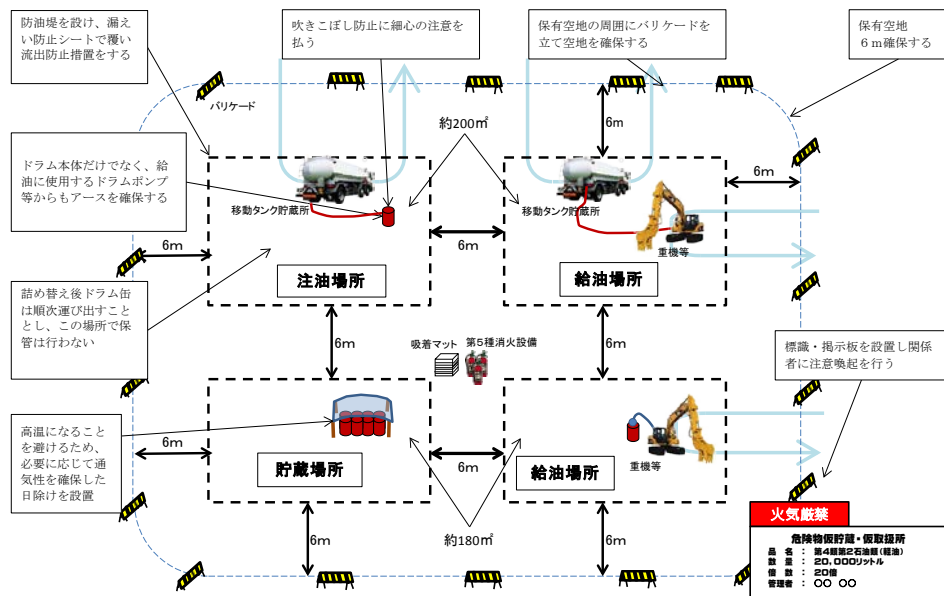 防油堤を設け、漏え
い防止シートで覆い
流出防止措置をする
吹きこぼし防止に細心の注意を
払う
保有空地の周囲にバリケードを
立て空地を確保する
保有空地
6m確保する
バリケード
6m
約200㎡
ドラム本体だけでなく、給
油に使用するドラムポンプ
等からもアースを確保する
移動タンク貯蔵所
移動タンク貯蔵所
6m
重機等
6m
6m
注油場所
給油場所
詰め替え後ドラム缶
は順次運び出すこと
とし、この場所で保
管は行わない
6m
6m
吸着マット
第5種消火設備
標識・掲示板を設置し関係
者に注意喚起を行う
高温になること
を避けるため、
必要に応じて通
気性を確保した
日除けを設置
6m
6m
重機等
貯蔵場所
給油場所
約180㎡
6m
6m
火気厳禁
危険物仮貯蔵・仮取扱所
品 名 : 第4類第2石油類(軽油)
数 量 : 20,000リットル
倍 数 : 20倍
管理者 : 〇〇 〇〇